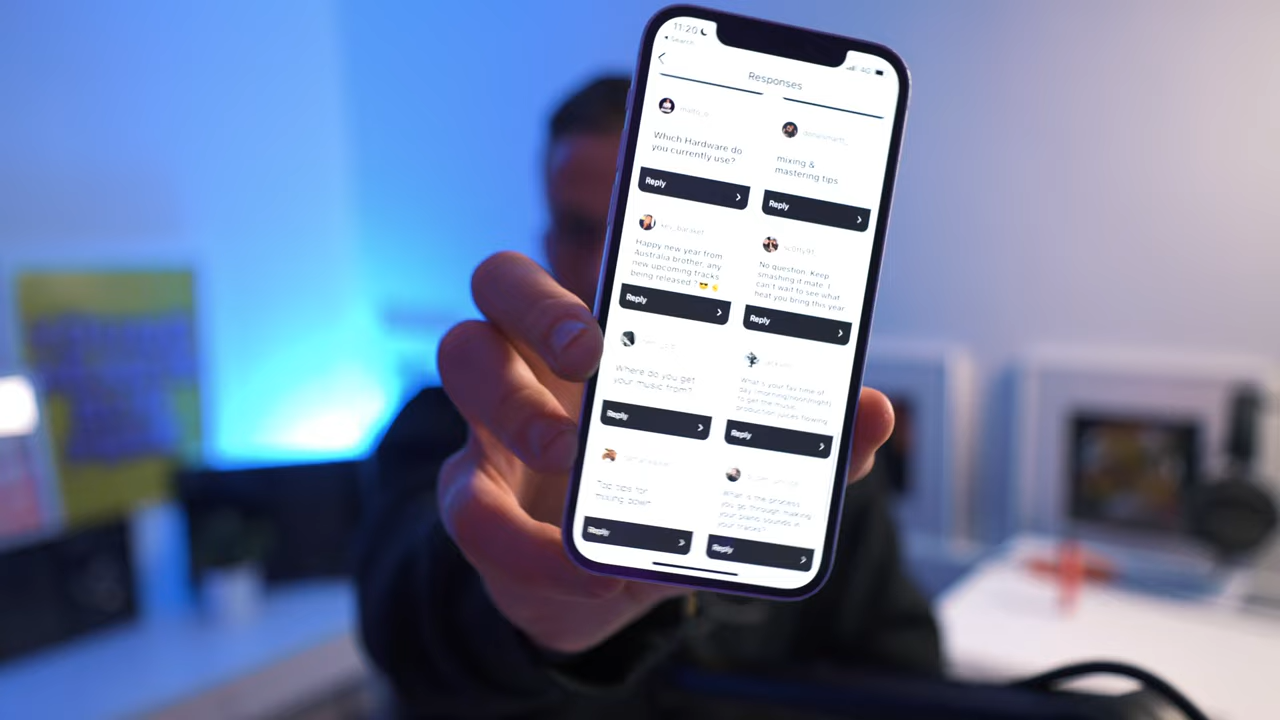 11:20
Search
4G
Responses
Which Hardware do
you currently use?
Reply
mixing &
mastering tips
Reply
Happy new year from
Australia brother, any
new upcoming tracks
being released ?😎👇
Reply
scotty91
No question. Keep
smashing it mate. I
can't wait to see what
heat you bring this year
Reply
Where do you get
your music from?
Reply
What is your fav time of
day (morning/noon/night)
to get the music
production juices flowing
Reply
Top tips for
mixing down
Reply
What is the process
you go through making
your piano sounds in
your tracks?
Reply